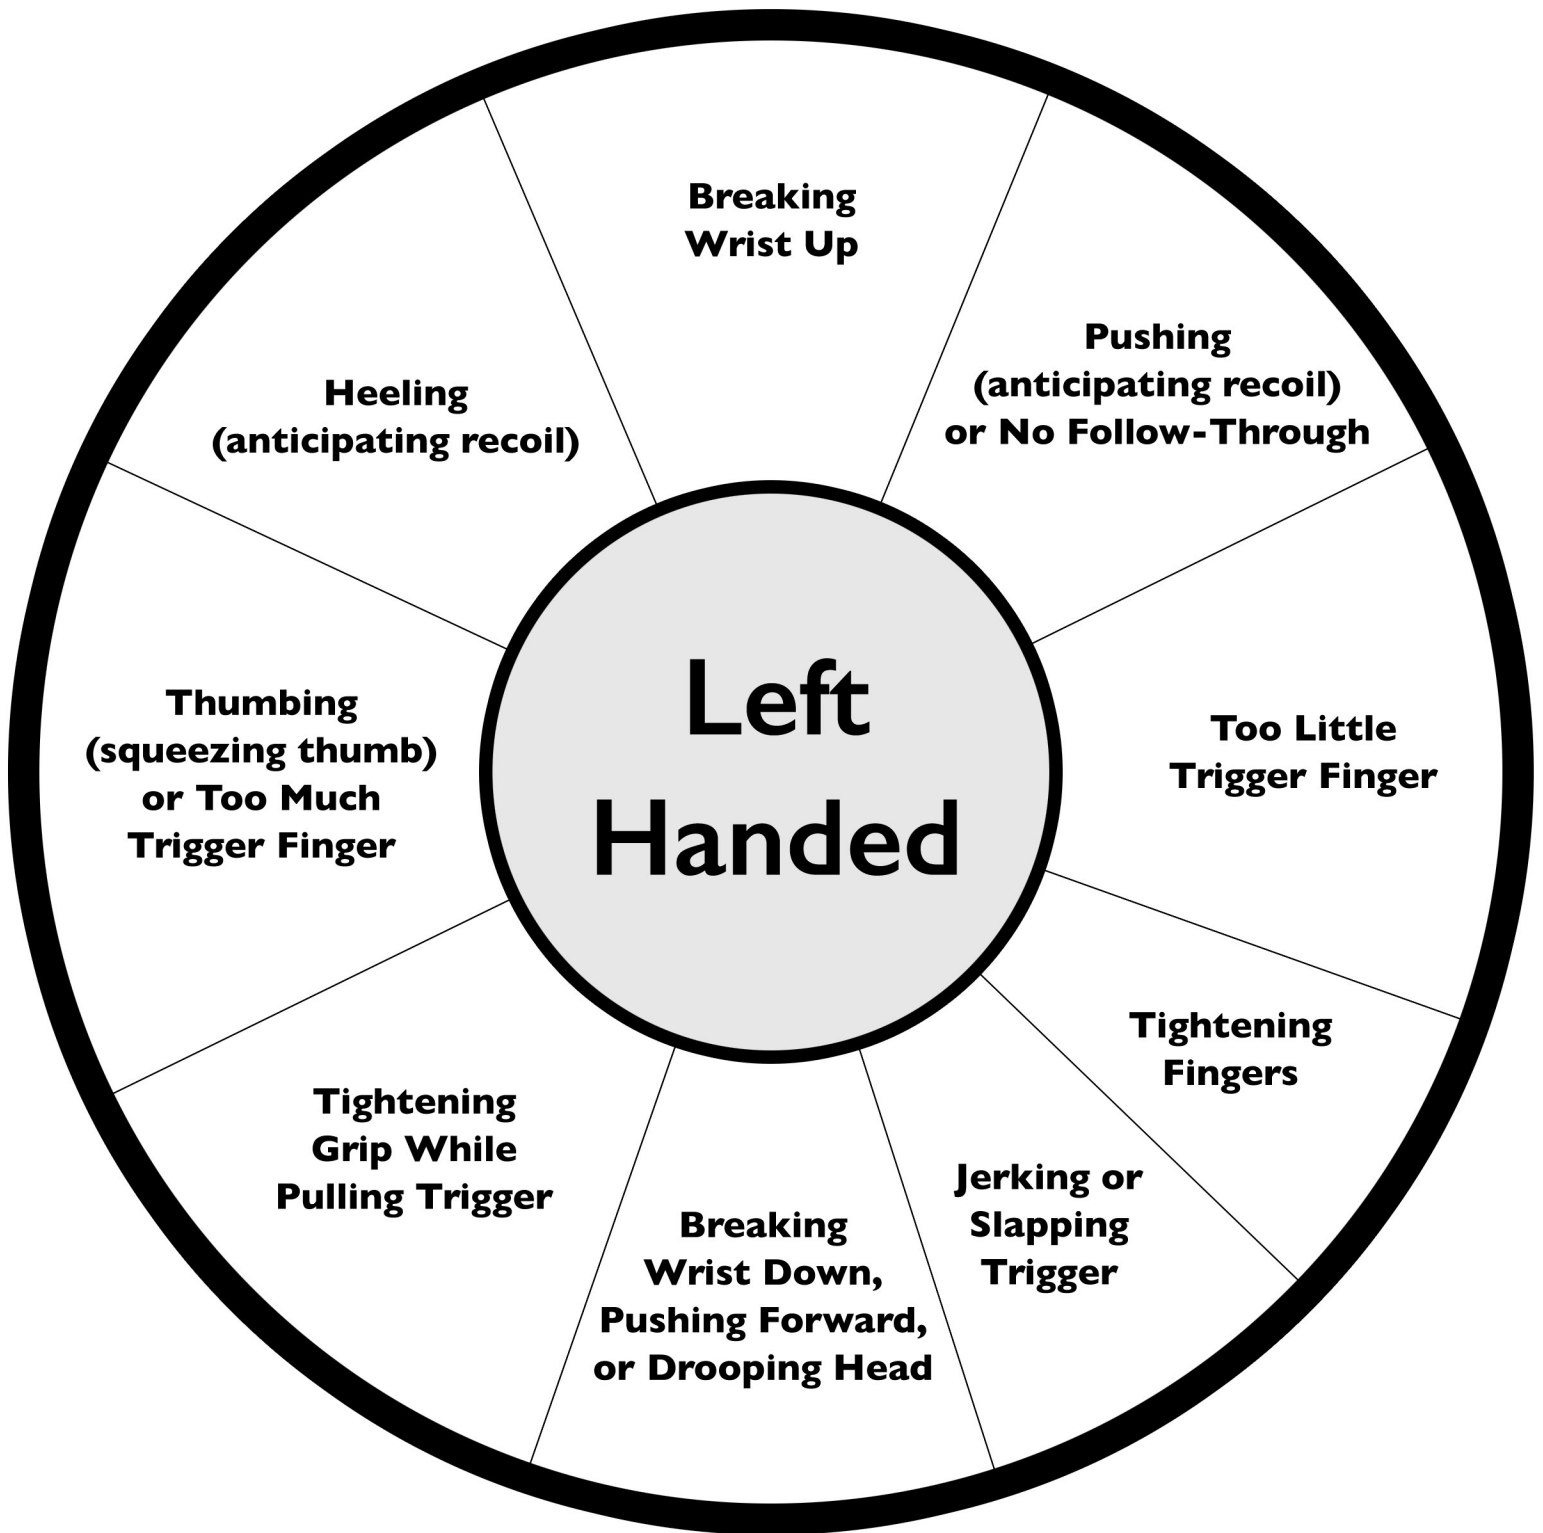 Breaking
Wrist Up
Pushing
(anticipating recoil)
or No Follow-Through
Heeling
(anticipating recoil)
Left
Handed
Thumbing
(squeezing thumb)
or Too Much
Trigger Finger
Too Little
Trigger Finger
Tightening
Fingers
Tightening
Grip While
Pulling Trigger
Jerking or
Slapping
Trigger
Breaking
Wrist Down,
Pushing Forward,
or Drooping Head